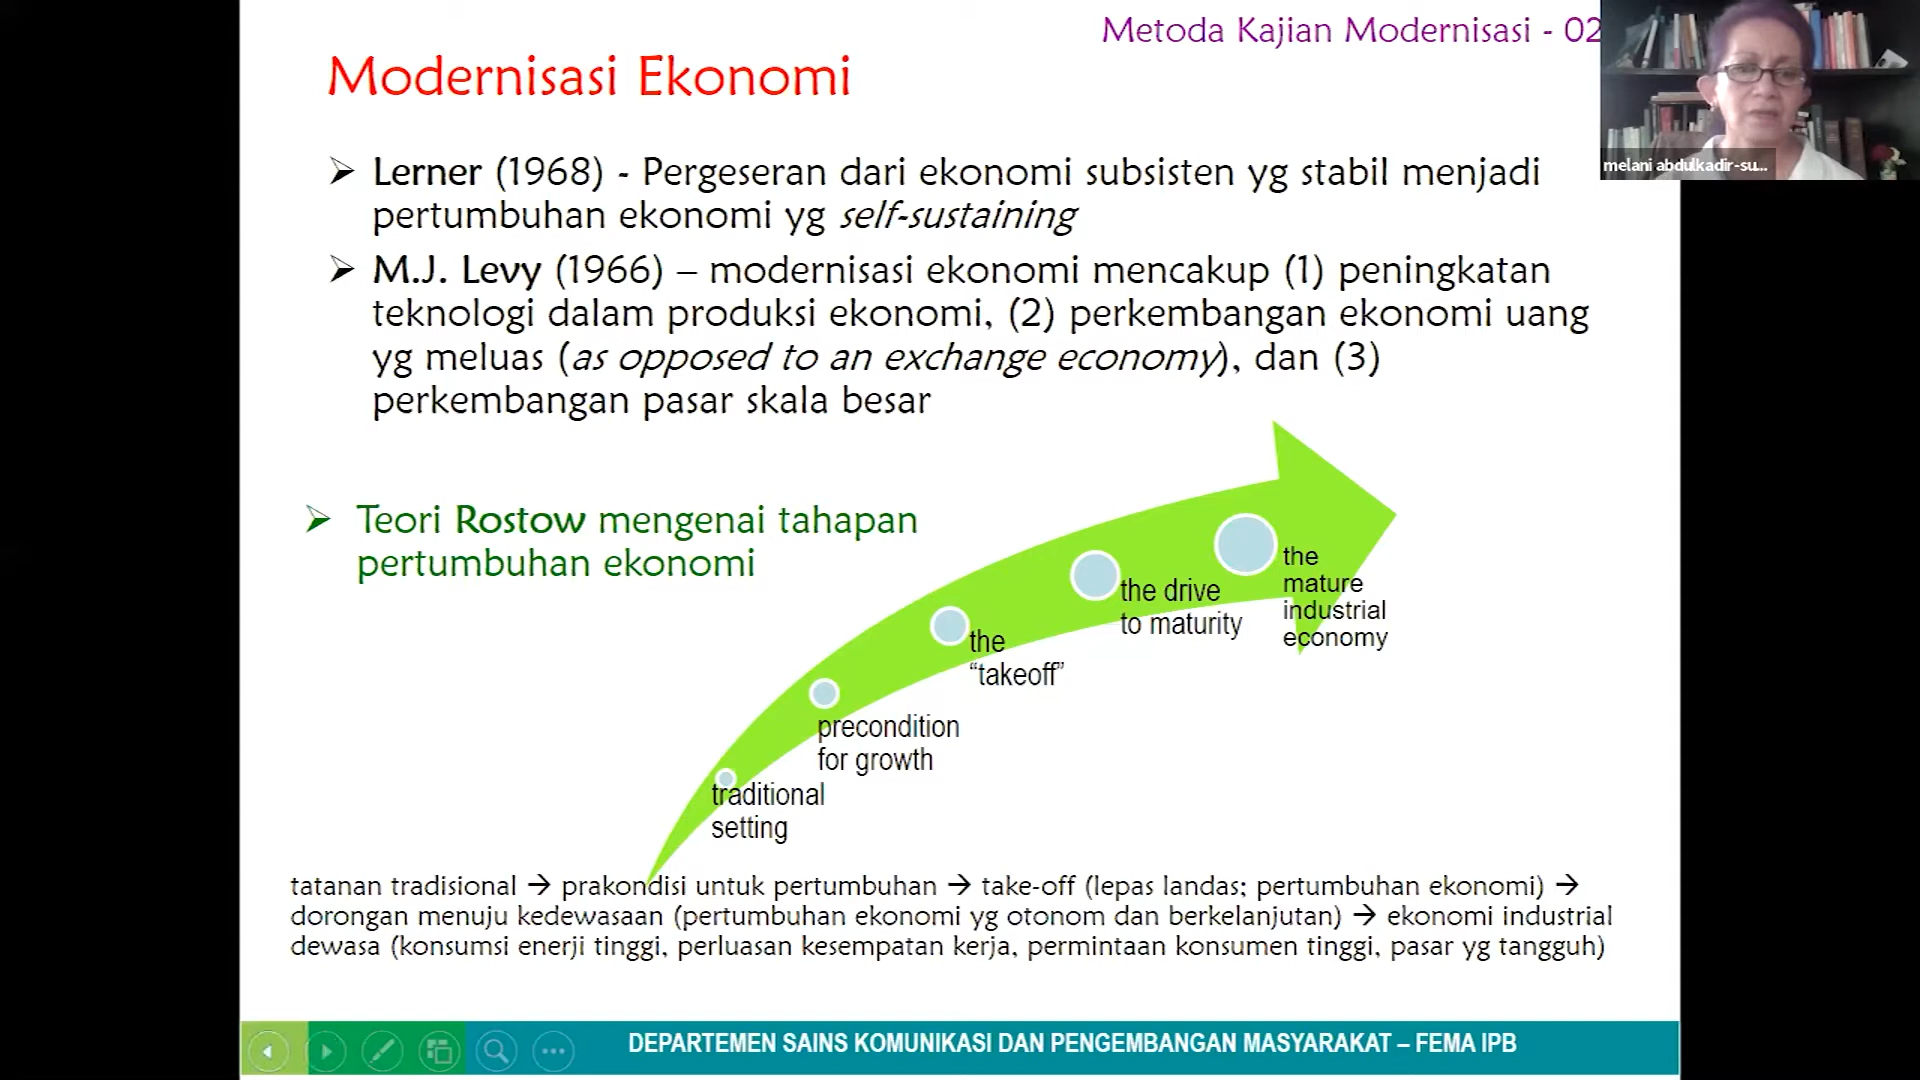 Metoda Kajian Modernisasi - 02
Modernisasi Ekonomi
Lerner (1968) - Pergeseran dari ekonomi subsisten yg stabil menjadi
pertumbuhan ekonomi yg self-sustaining
M.J. Levy (1966) – modernisasi ekonomi mencakup (1) peningkatan
teknologi dalam produksi ekonomi, (2) perkembangan ekonomi uang
yg meluas (as opposed to an exchange economy), dan (3)
perkembangan pasar skala besar
Teori Rostow mengenai tahapan
pertumbuhan ekonomi
traditional
setting
precondition
for growth
the
“takeoff”
the drive
to maturity
the
mature
industrial
economy
tatanan tradisional → prakondisi untuk pertumbuhan → take-off (lepas landas; pertumbuhan ekonomi) →
dorongan menuju kedewasaan (pertumbuhan ekonomi yg otonom dan berkelanjutan) → ekonomi industrial
dewasa (konsumsi enerji tinggi, perluasan kesempatan kerja, permintaan konsumen tinggi, pasar yg tangguh)
DEPARTEMEN SAINS KOMUNIKASI DAN PENGEMBANGAN MASYARAKAT – FEMA IPB
melani abdulkadir-su...